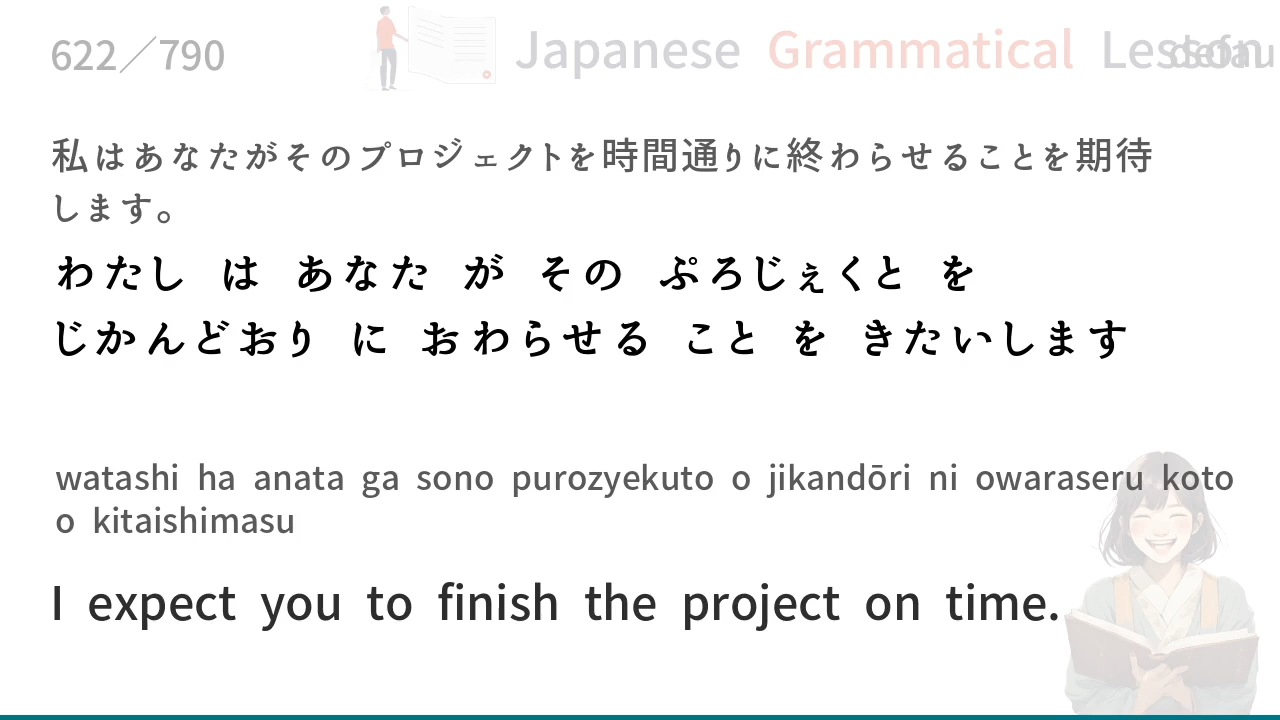 622／790
Japanese Grammatical Lesson
defau
私はあなたがそのプロジェクトを時間通りに終わらせることを期待
します。
わたし は あなた が その ぷろじぇくと を
じかんどおり に おわらせる こと を きたいします
watashi ha anata ga sono purozyekuto o jikandōri ni owaraseru koto
o kitaishimasu
I expect you to finish the project on time.